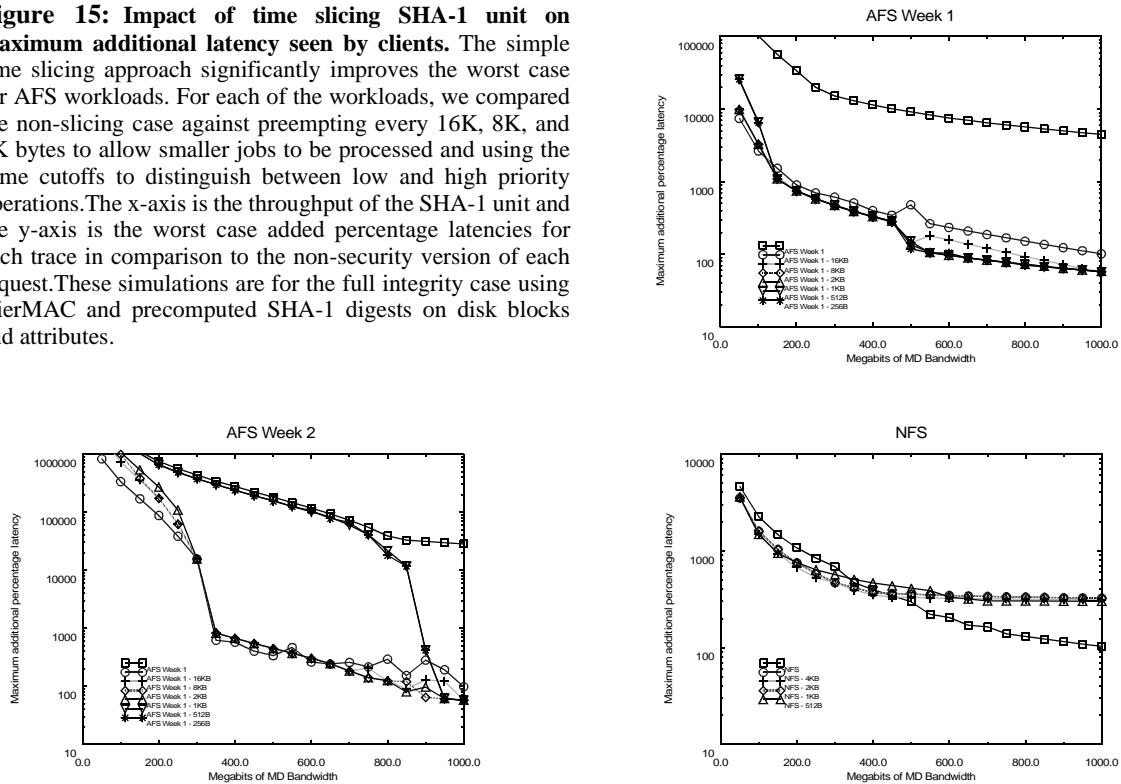 igure 15: Impact of time slicing SHA-1 unit on
aximum additional latency seen by clients. The simple
me slicing approach significantly improves the worst case
r AFS workloads. For each of the workloads, we compared
e non-slicing case against preempting every 16K, 8K, and
K bytes to allow smaller jobs to be processed and using the
me cutoffs to distinguish between low and high priority
perations.The x-axis is the throughput of the SHA-1 unit and
e y-axis is the worst case added percentage latencies for
ch trace in comparison to the non-security version of each
quest.These simulations are for the full integrity case using
ierMAC and precomputed SHA-1 digests on disk blocks
d attributes.
AFS Week 1
Maximum additional percentage latency
100000
10000
1000
100
10
AFS Week 1
AFS Week 1 - 16KB
AFS Week 1 - 8KB
AFS Week 1 - 2KB
AFS Week 1 - 1KB
AFS Week 1 - 512B
AFS Week 1 - 256B
0.0 200.0 400.0 600.0 800.0 1000.0
Megabits of MD Bandwidth
AFS Week 2
Maximum additional percentage latency
1000000
100000
10000
1000
100
10
AFS Week 1
AFS Week 1 - 16KB
AFS Week 1 - 8KB
AFS Week 1 - 2KB
AFS Week 1 - 1KB
AFS Week 1 - 512B
AFS Week 1 - 256B
0.0 200.0 400.0 600.0 800.0 1000.0
Megabits of MD Bandwidth
NFS
Maximum additional percentage latency
10000
1000
100
10
NFS
NFS - 4KB
NFS - 2KB
NFS - 1KB
NFS - 512B
0.0 200.0 400.0 600.0 800.0 1000.0
Megabits of MD Bandwidth